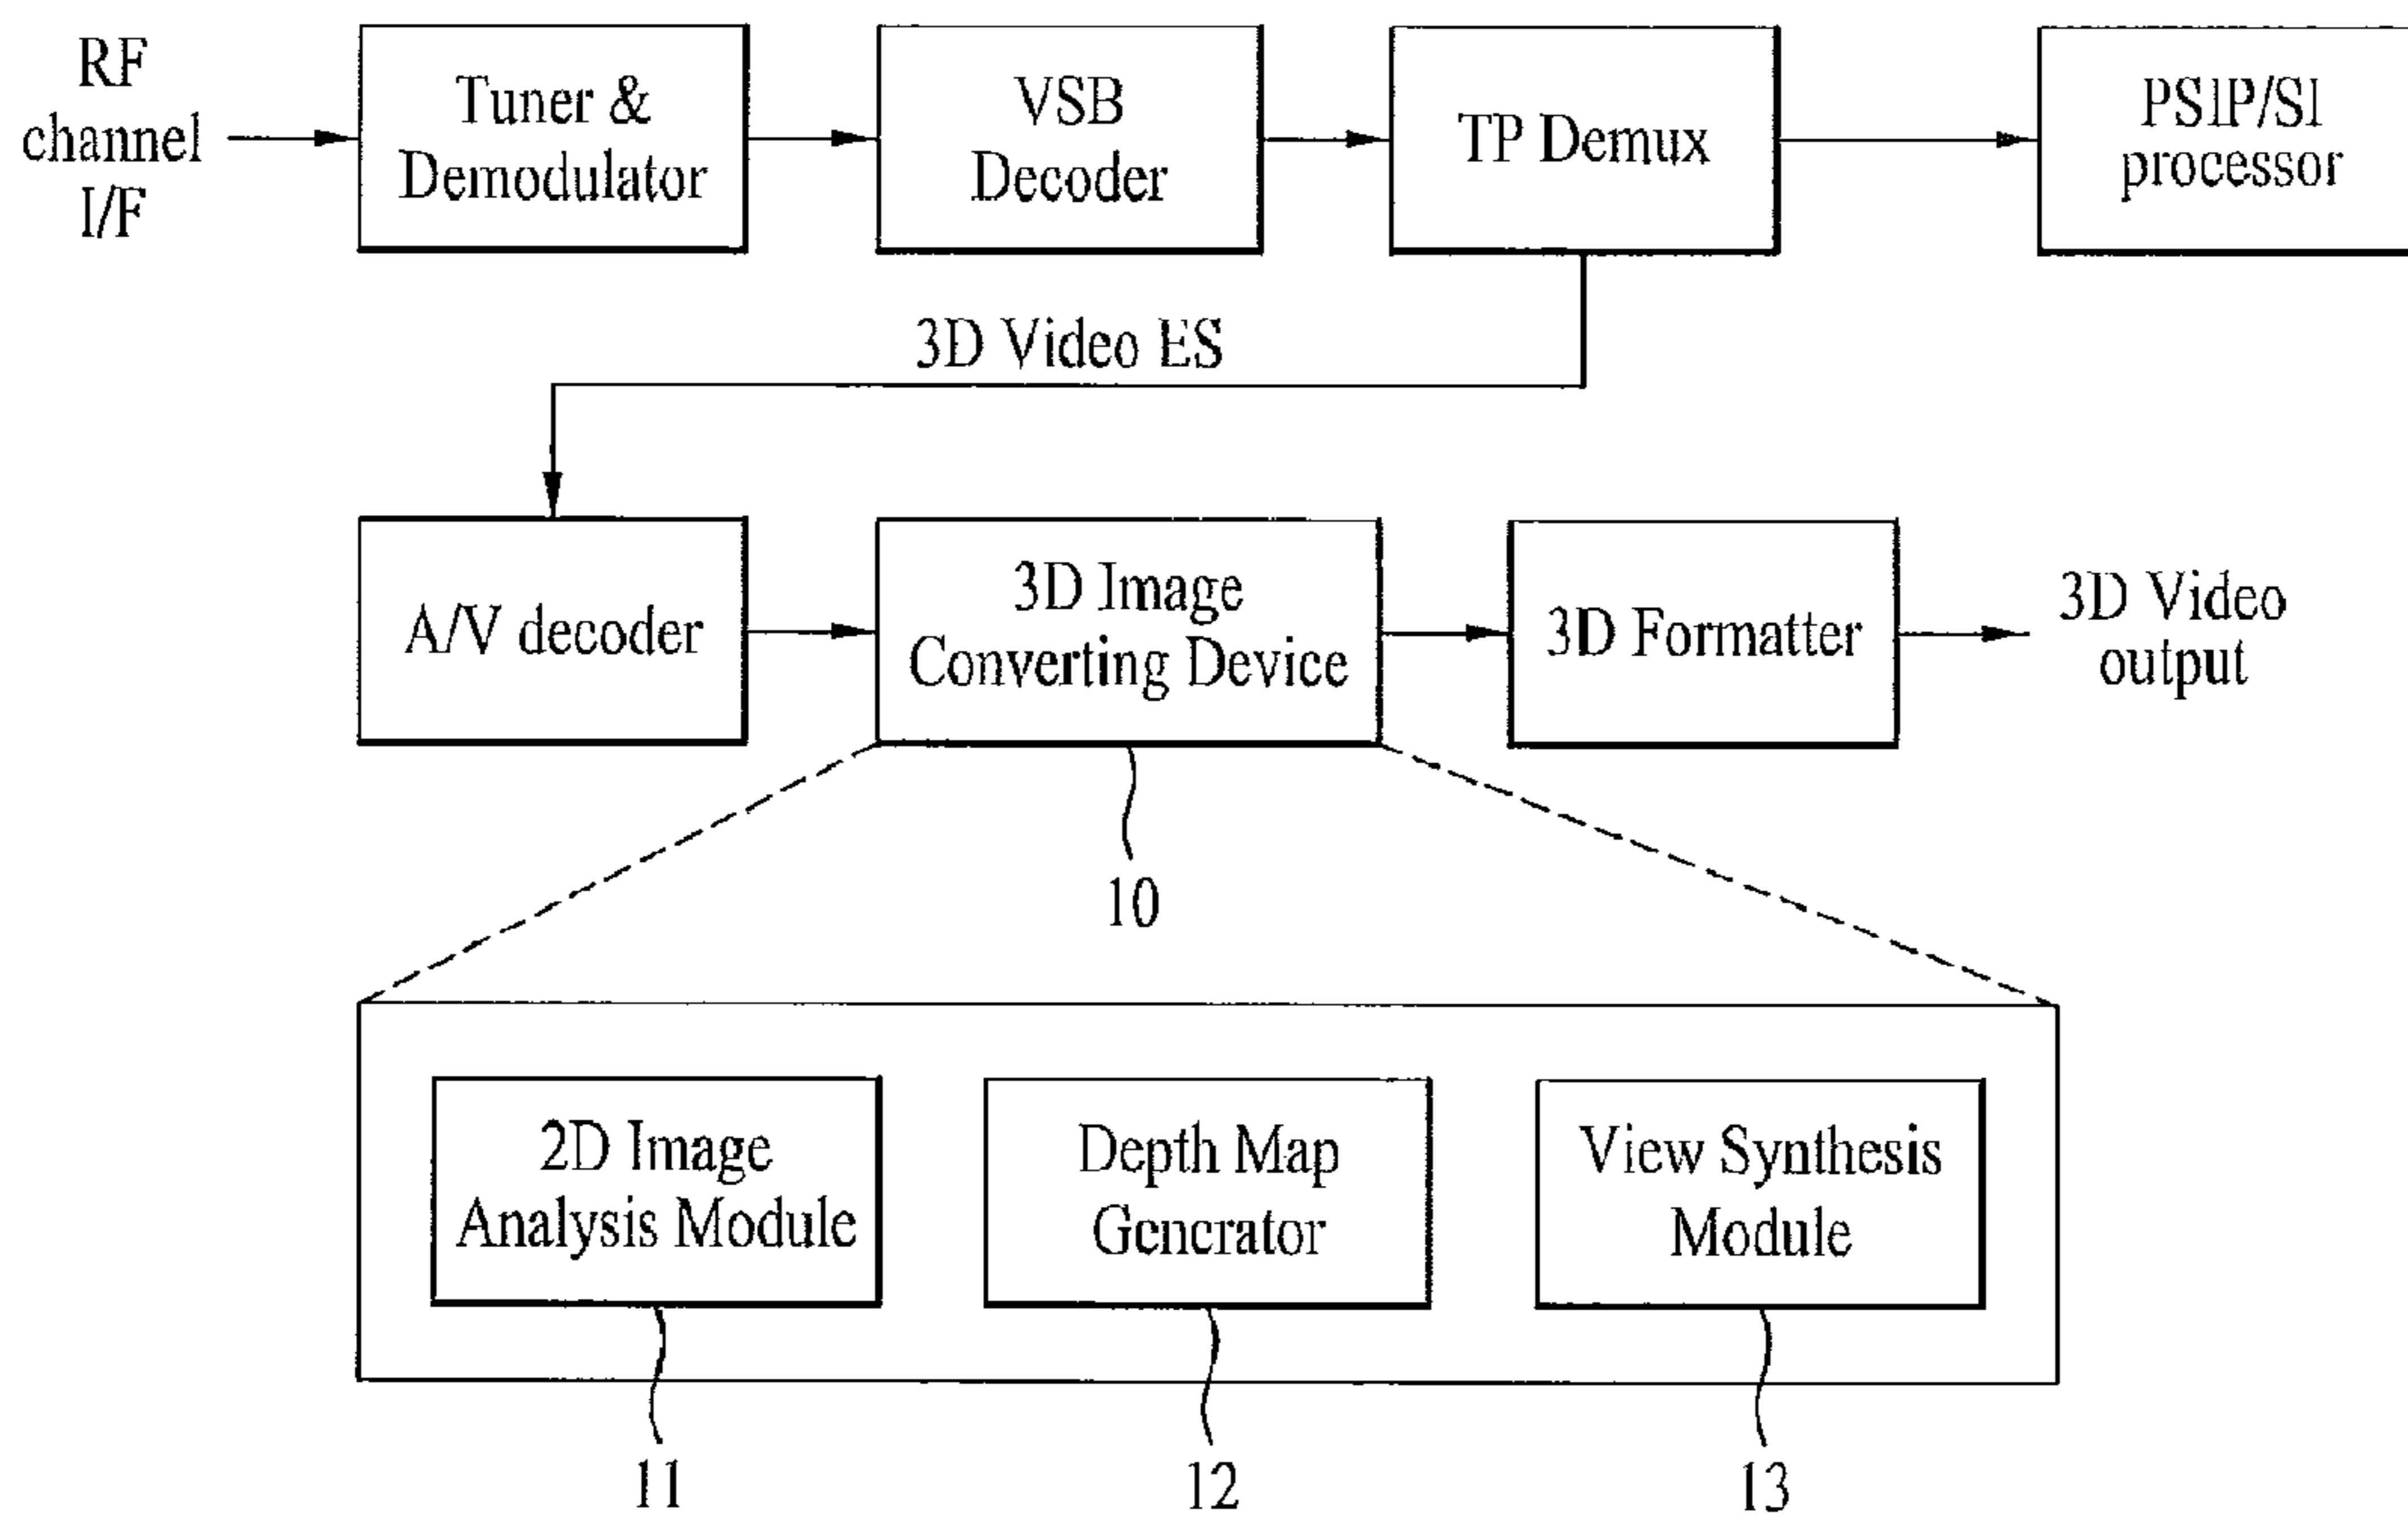 RF
channel
I/F
Tuner &
Demodulator
VSB
Decoder
TP Demux
PSIP/SI
processor
3D Video ES
A/V decoder
3D Image
Converting Device
3D Formatter
3D Video
output
10
2D Image
Analysis Module
Depth Map
Generator
View Synthesis
Module
11
12
13